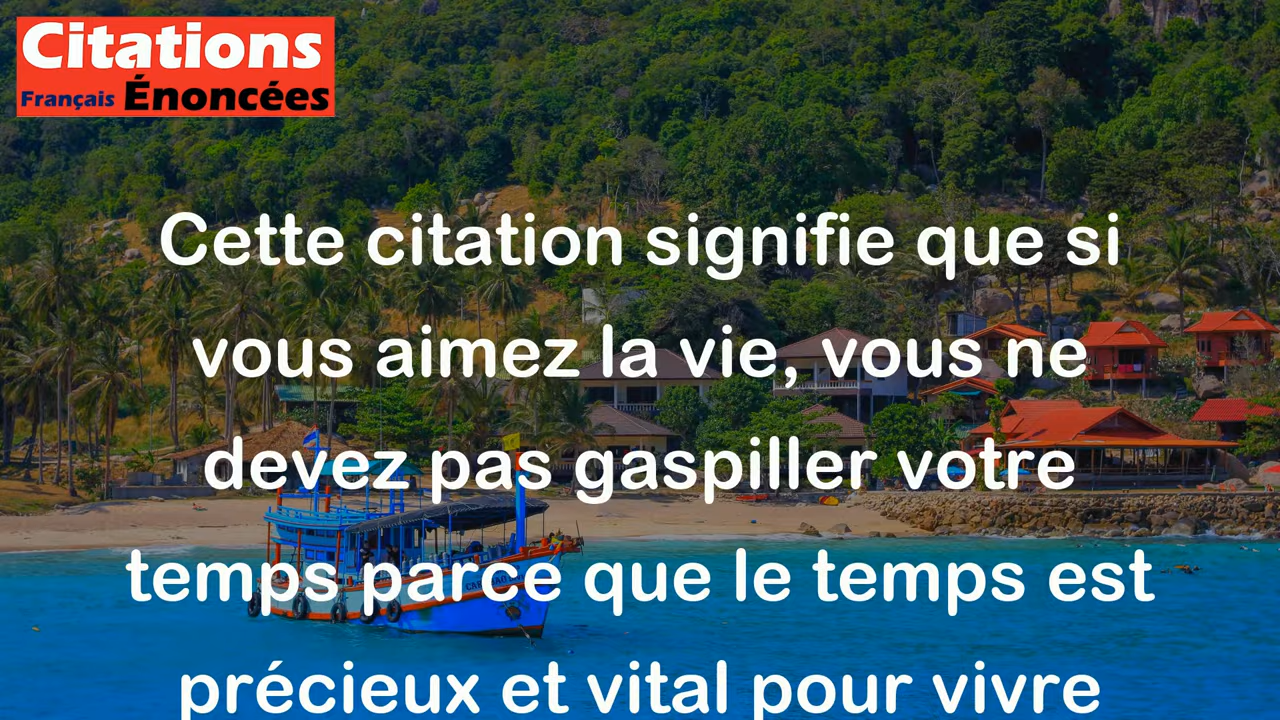 Citations
Français Énoncées
Cette citation signifie que si
vous aimez la vie, vous ne
devez pas gaspiller votre
temps parce que le temps est
précieux et vital pour vivre